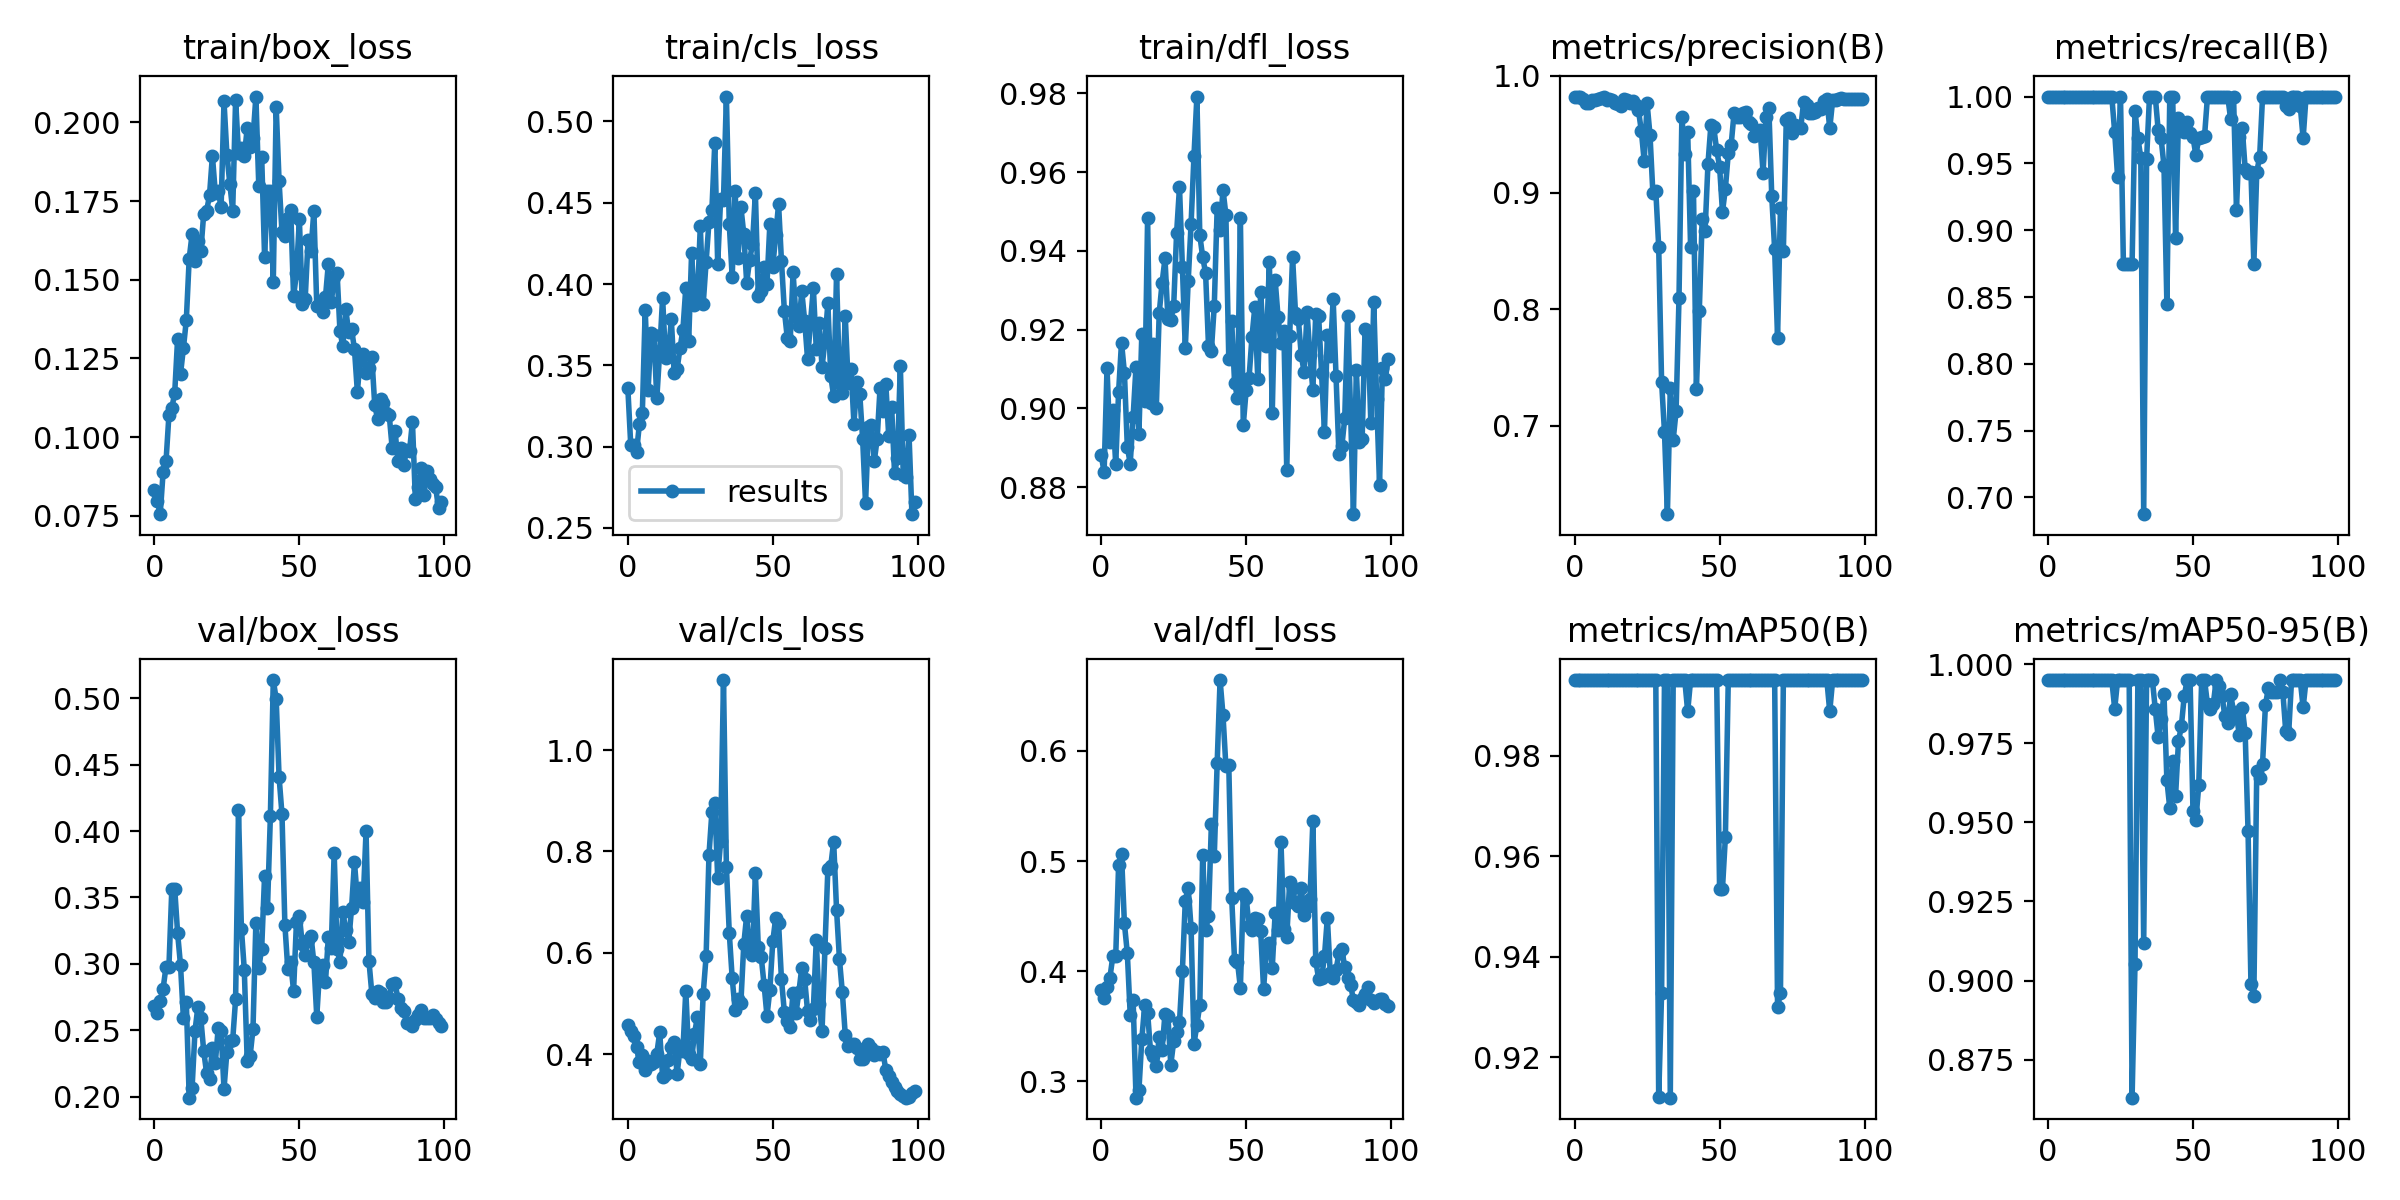 train/box_loss
train/cls_loss
train/dfl_loss
metrics/precision(B)
metrics/recall(B)
0.200
0.175
0.150
0.125
0.100
0.075
0 50 100
0.50
0.45
0.40
0.35
0.30
0.25
results
0 50 100
0.98
0.96
0.94
0.92
0.90
0.88
0 50 100
1.0
0.9
0.8
0.7
0 50 100
1.00
0.95
0.90
0.85
0.80
0.75
0.70
0 50 100
val/box_loss
val/cls_loss
val/dfl_loss
metrics/mAP50(B)
metrics/mAP50-95(B)
0.50
0.45
0.40
0.35
0.30
0.25
0.20
0 50 100
1.0
0.8
0.6
0.4
0 50 100
0.6
0.5
0.4
0.3
0 50 100
0.98
0.96
0.94
0.92
0 50 100
1.000
0.975
0.950
0.925
0.900
0.875
0 50 100